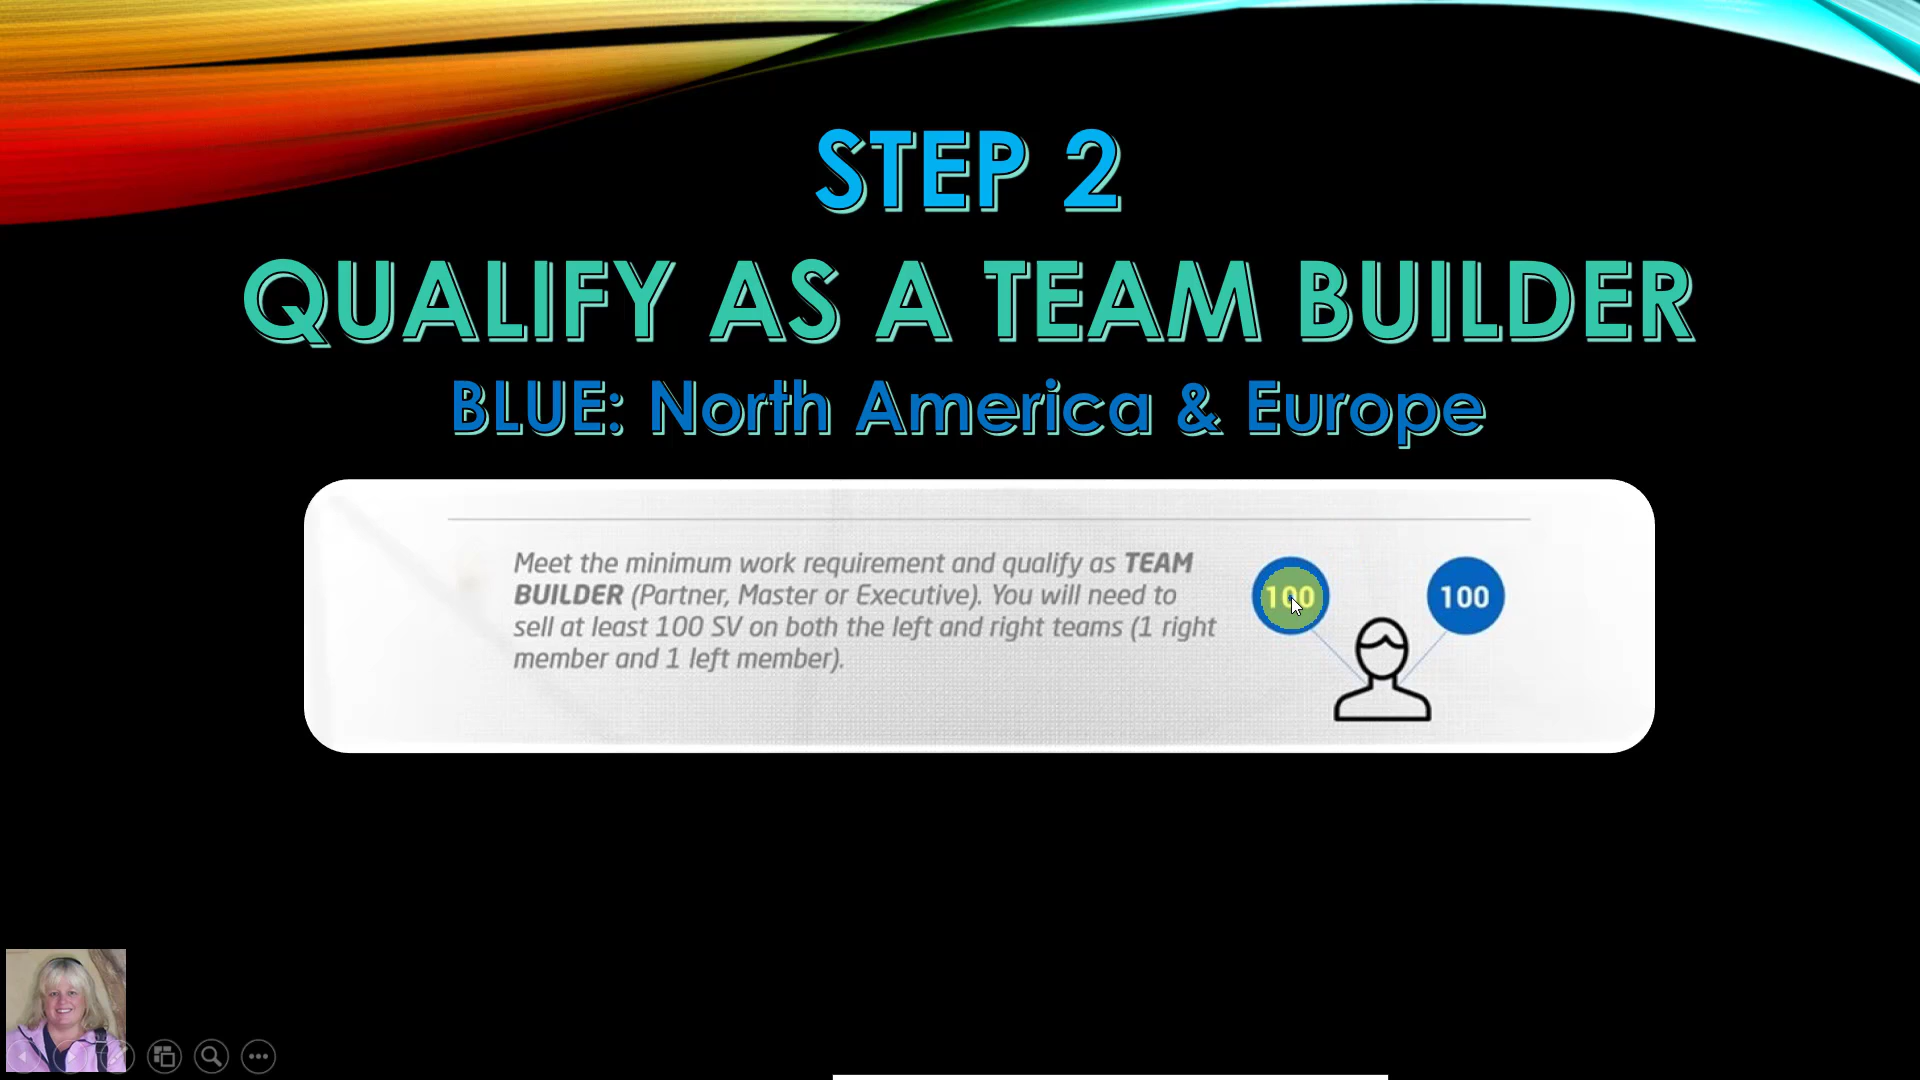 STEP 2
QUALIFY AS A TEAM BUILDER
BLUE: North America & Europe
Meet the minimum work requirement and qualify as TEAM
BUILDER (Partner, Master or Executive). You will need to
sell at least 100 SV on both the left and right teams (1 right
member and 1 left member).
100
100